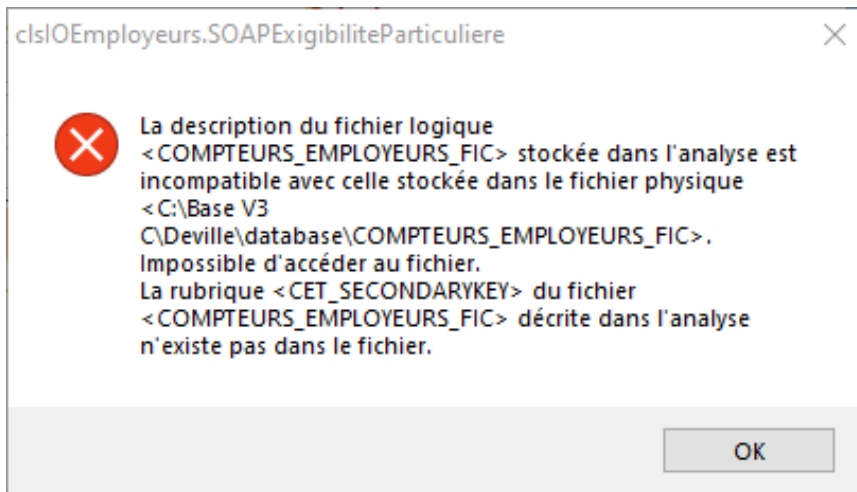 clsIOEmployeurs.SOAPExigibiliteParticuliere
La description du fichier logique
<COMPTEURS_EMPLOYEURS_FIC> stockée dans l'analyse est
incompatible avec celle stockée dans le fichier physique
<C:\Base V3
C\Deville\database\COMPTEURS_EMPLOYEURS_FIC>.
Impossible d'accéder au fichier.
La rubrique <CET_SECONDARYKEY> du fichier
<COMPTEURS_EMPLOYEURS_FIC> décrite dans l'analyse
n'existe pas dans le fichier.
OK